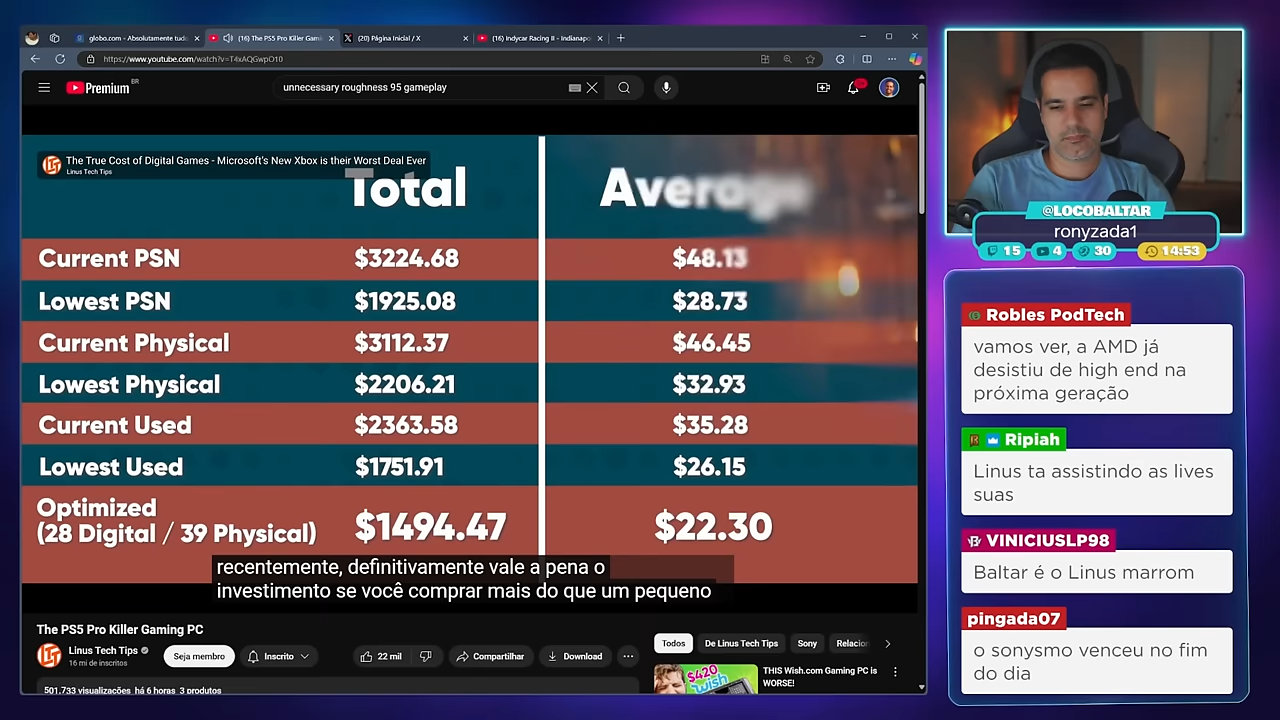 globo.com - Absolutamente tudo
(16) The PS5 Pro Killer Gami
(20) Página Inicial / X
(16) Indycar Racing II - Indianapo
https://www.youtube.com/watch?v=T4xAQGwpO10
Premium BR
unnecessary roughness 95 gameplay
The True Cost of Digital Games - Microsoft's New Xbox is their Worst Deal Ever
Linus Tech Tips
Total Average
Current PSN $3224.68 $48.13
Lowest PSN $1925.08 $28.73
Current Physical $3112.37 $46.45
Lowest Physical $2206.21 $32.93
Current Used $2363.58 $35.28
Lowest Used $1751.91 $26.15
Optimized
(28 Digital / 39 Physical) $1494.47 $22.30
recentemente, definitivamente vale a pena o
investimento se você comprar mais do que um pequeno
The PS5 Pro Killer Gaming PC
Linus Tech Tips
16 mi de inscritos
Seja membro
Inscrito
22 mil
Compartilhar
Download
501.733 visualizações há 6 horas 3 produtos
Todos
De Linus Tech Tips
Sony
Relacion
$420
wish
THIS Wish.com Gaming PC is
WORSE!
@LOCOBALTAR
ronyzada1
15
4
30
14:53
Robles PodTech
vamos ver, a AMD já
desistiu de high end na
próxima geração
Ripiah
Linus ta assistindo as lives
suas
VINICIUSLP98
Baltar é o Linus marrom
pingada07
o sonysmo venceu no fim
do dia